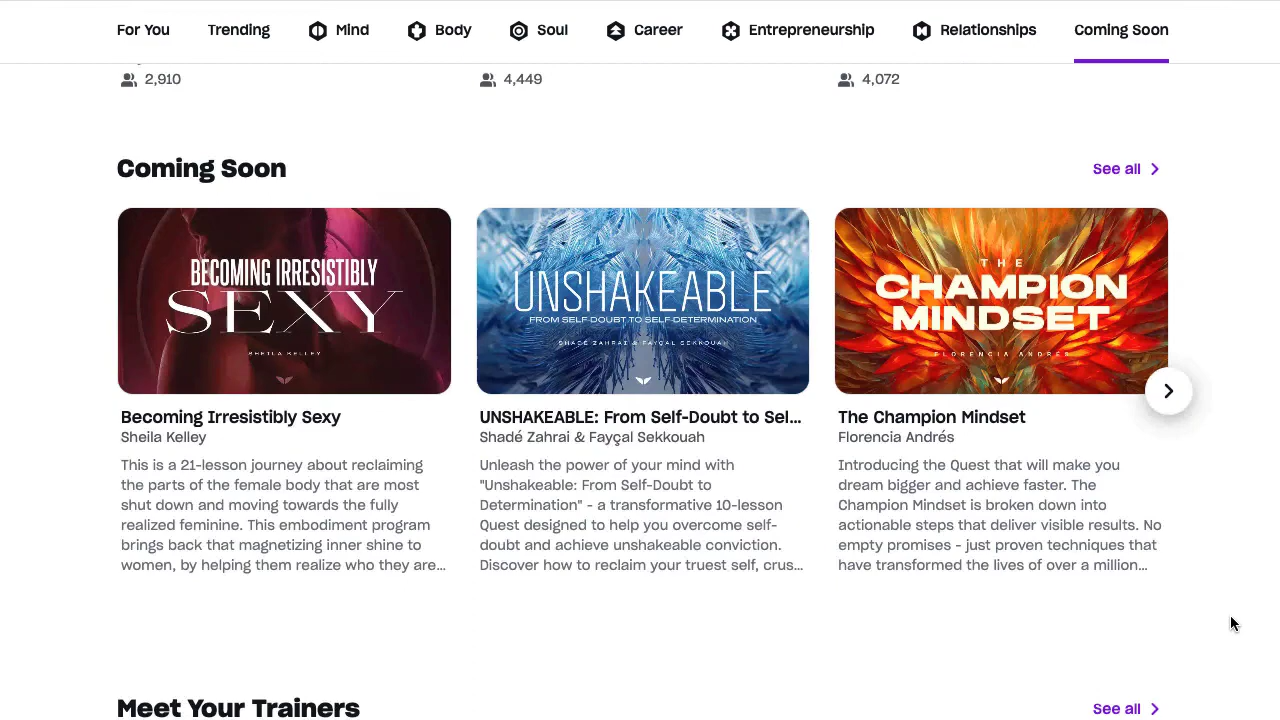 For You Trending Mind Body Soul Career Entrepreneurship Relationships Coming Soon
2,910 4,449 4,072
Coming Soon See all
BECOMING IRRESISTIBLY
SEXY
SHEILA KELLEY
UNSHAKEABLE
FROM SELF-DOUBT TO SELF-DETERMINATION
SHADÉ ZAHRAI & FAYÇAL SEKKOUAH
THE
CHAMPION
MINDSET
FLORENCIA ANDRÉS
Becoming Irresistibly Sexy
Sheila Kelley
This is a 21-lesson journey about reclaiming
the parts of the female body that are most
shut down and moving towards the fully
realized feminine. This embodiment program
brings back that magnetizing inner shine to
women, by helping them realize who they are...
UNSHAKEABLE: From Self-Doubt to Sel...
Shadé Zahrai & Fayçal Sekkouah
Unleash the power of your mind with
"Unshakeable: From Self-Doubt to
Determination" - a transformative 10-lesson
Quest designed to help you overcome self-
doubt and achieve unshakeable conviction.
Discover how to reclaim your truest self, crus...
The Champion Mindset
Florencia Andrés
Introducing the Quest that will make you
dream bigger and achieve faster. The
Champion Mindset is broken down into
actionable steps that deliver visible results. No
empty promises - just proven techniques that
have transformed the lives of over a million...
Meet Your Trainers See all